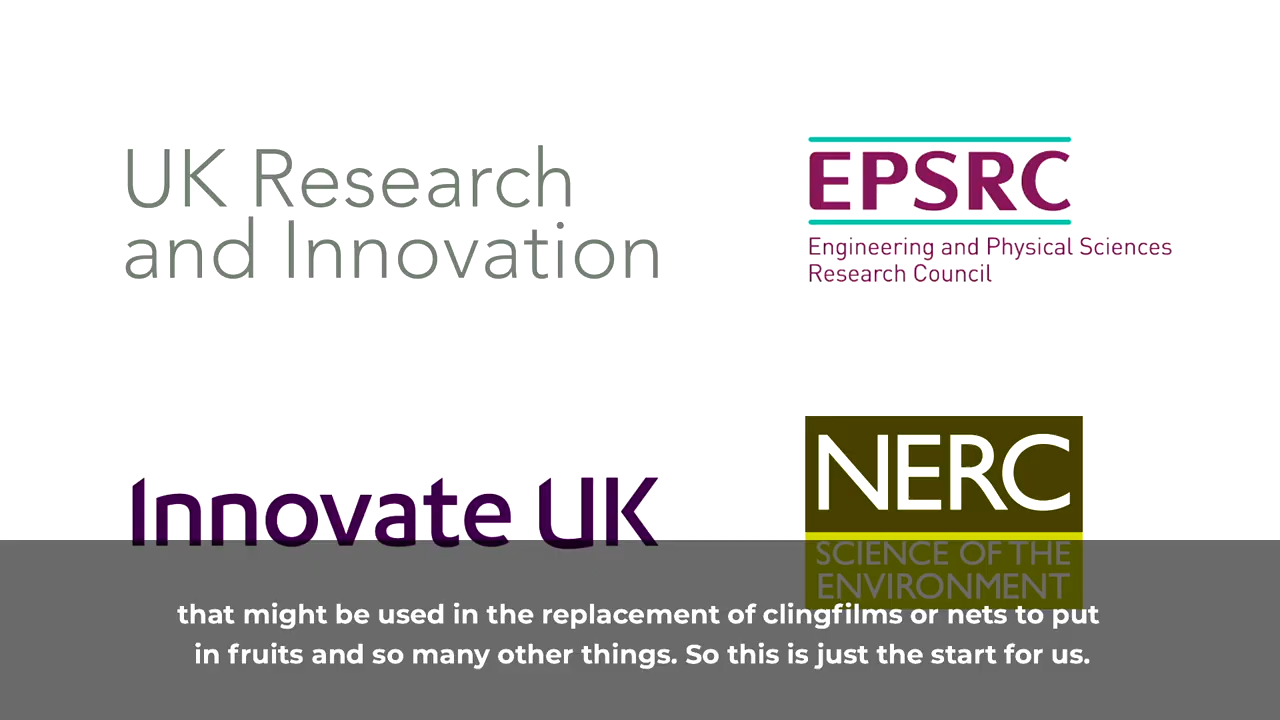 UK Research
and Innovation
EPSRC
Engineering and Physical Sciences
Research Council
Innovate UK
NERC
SCIENCE OF THE
ENVIRONMENT
that might be used in the replacement of clingfilms or nets to put
in fruits and so many other things. So this is just the start for us.